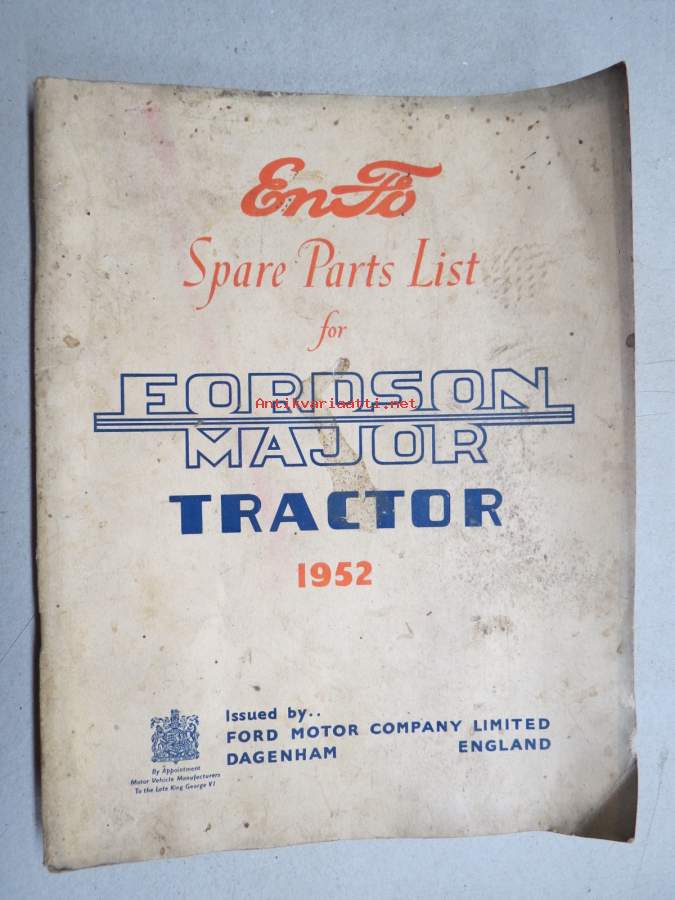 EnFo
Spare Parts List
for
FORDSON
Antikvariaatti.net
MAJOR
TRACTOR
1952
Issued by..
FORD MOTOR COMPANY LIMITED
DAGENHAM ENGLAND
By Appointment
Motor Vehicle Manufacturers
To the Late King George VI